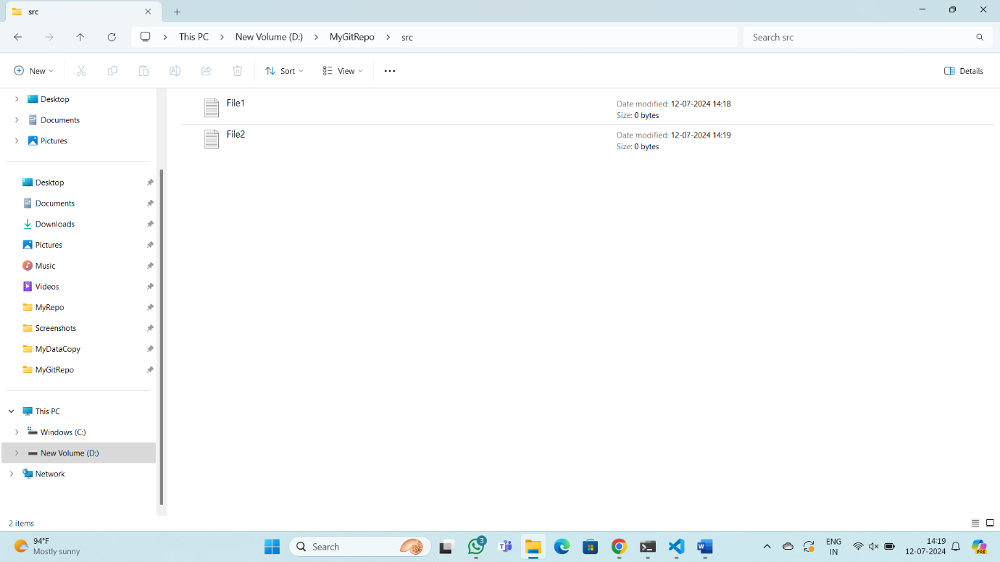 src
This PC
New Volume (D:)
MyGitRepo
src
Search src
New
Sort
View
Details
Desktop
Documents
Pictures
Desktop
Documents
Downloads
Pictures
Music
Videos
MyRepo
Screenshots
MyDataCopy
MyGitRepo
This PC
Windows (C:)
New Volume (D:)
Network
File1
Date modified: 12-07-2024 14:18
Size: 0 bytes
File2
Date modified: 12-07-2024 14:19
Size: 0 bytes
2 items
94°F
Mostly sunny
Search
3
ENG
IN
14:19
12-07-2024
PRE